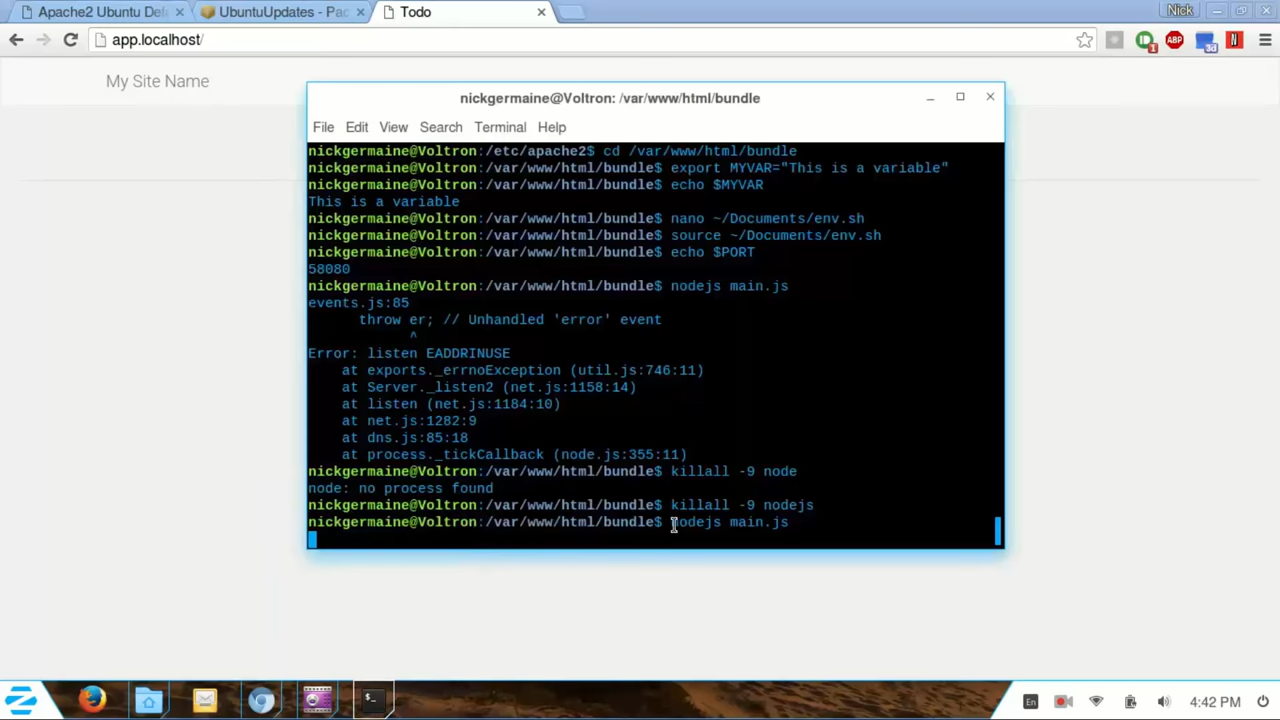 Apache2 Ubuntu Def
UbuntuUpdates - Pac
Todo
Nick
app.localhost/
1
ABP
3d
N
My Site Name
nickgermaine@Voltron: /var/www/html/bundle
File Edit View Search Terminal Help
nickgermaine@Voltron:/etc/apache2$ cd /var/www/html/bundle
nickgermaine@Voltron:/var/www/html/bundle$ export MYVAR="This is a variable"
nickgermaine@Voltron:/var/www/html/bundle$ echo $MYVAR
This is a variable
nickgermaine@Voltron:/var/www/html/bundle$ nano ~/Documents/env.sh
nickgermaine@Voltron:/var/www/html/bundle$ source ~/Documents/env.sh
nickgermaine@Voltron:/var/www/html/bundle$ echo $PORT
58080
nickgermaine@Voltron:/var/www/html/bundle$ nodejs main.js
events.js:85
      throw er; // Unhandled 'error' event
            ^
Error: listen EADDRINUSE
    at exports._errnoException (util.js:746:11)
    at Server._listen2 (net.js:1158:14)
    at listen (net.js:1184:10)
    at net.js:1282:9
    at dns.js:85:18
    at process._tickCallback (node.js:355:11)
nickgermaine@Voltron:/var/www/html/bundle$ killall -9 node
node: no process found
nickgermaine@Voltron:/var/www/html/bundle$ killall -9 nodejs
nickgermaine@Voltron:/var/www/html/bundle$ nodejs main.js
$_
En
4:42 PM